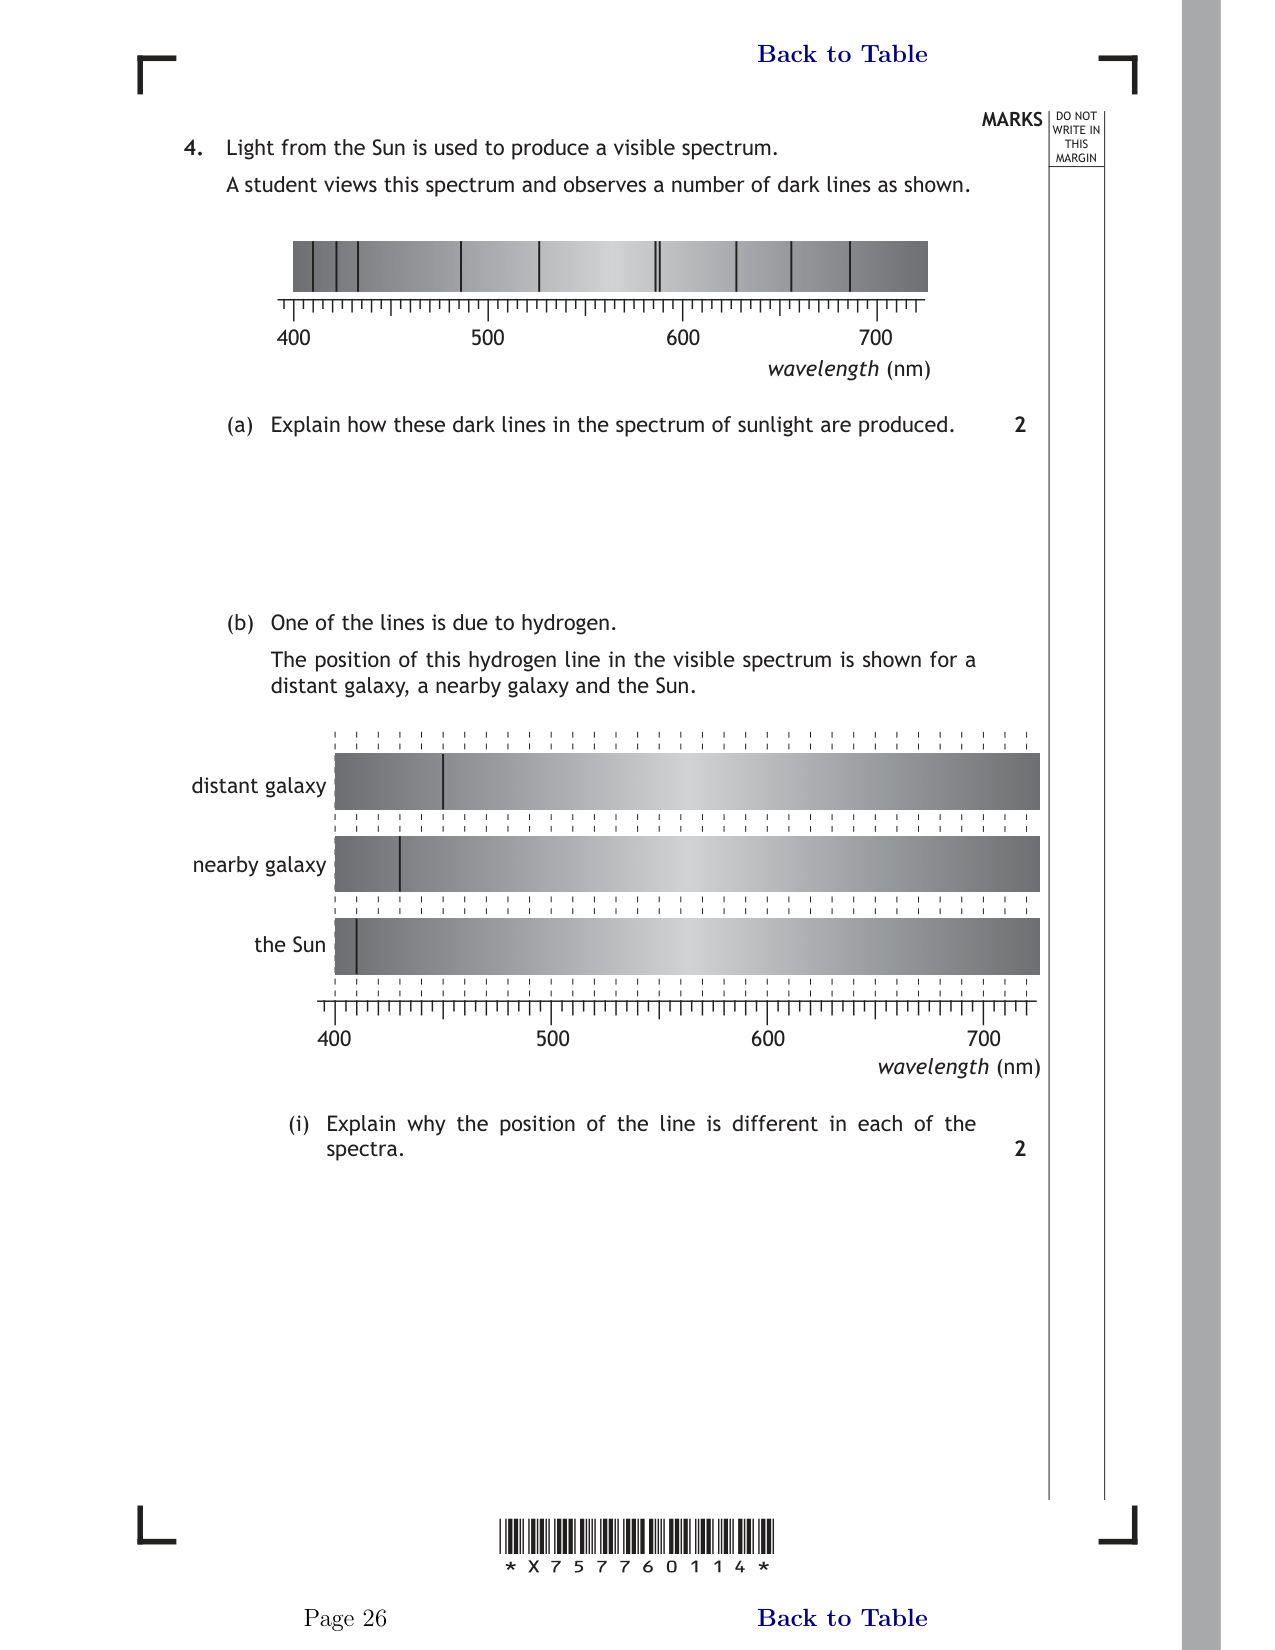 Back to Table
MARKS
DO NOT
WRITE IN
THIS
MARGIN
4. Light from the Sun is used to produce a visible spectrum.
A student views this spectrum and observes a number of dark lines as shown.
400 500 600 700
wavelength (nm)
(a) Explain how these dark lines in the spectrum of sunlight are produced. 2
(b) One of the lines is due to hydrogen.
The position of this hydrogen line in the visible spectrum is shown for a
distant galaxy, a nearby galaxy and the Sun.
distant galaxy
nearby galaxy
the Sun
400 500 600 700
wavelength (nm)
(i) Explain why the position of the line is different in each of the
spectra. 2
*X757760114*
Page 26 Back to Table